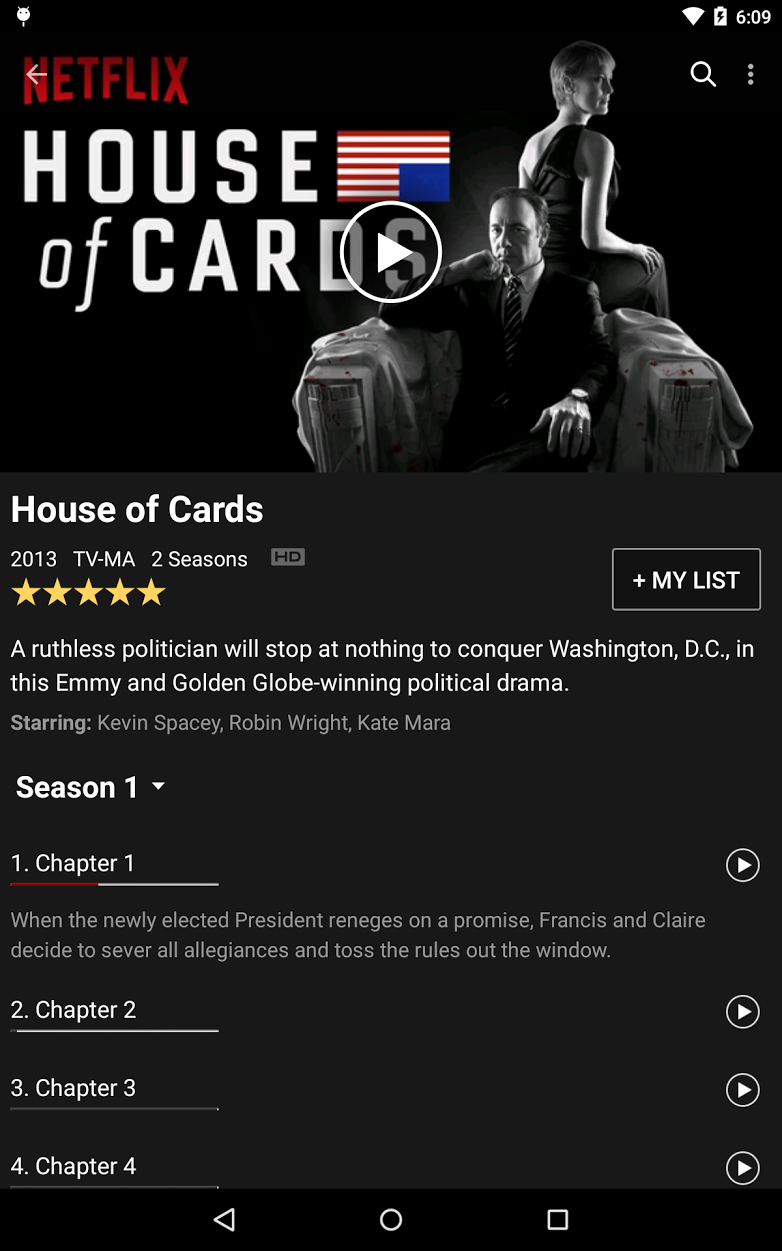 6:09
NETFLIX
HOUSE
of CARDS
House of Cards
2013 TV-MA 2 Seasons HD
+ MY LIST
A ruthless politician will stop at nothing to conquer Washington, D.C., in
this Emmy and Golden Globe-winning political drama.
Starring: Kevin Spacey, Robin Wright, Kate Mara
Season 1
1. Chapter 1
When the newly elected President reneges on a promise, Francis and Claire
decide to sever all allegiances and toss the rules out the window.
2. Chapter 2
3. Chapter 3
4. Chapter 4